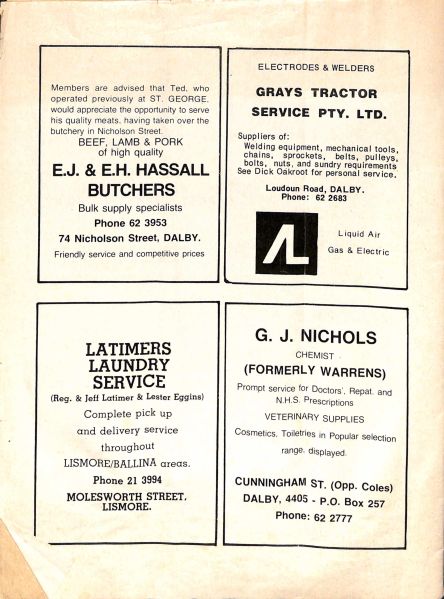 Members are advised that Ted, who
operated previously at ST. GEORGE,
would appreciate the opportunity to serve
his quality meats, having taken over the
butchery in Nicholson Street.
BEEF, LAMB & PORK
of high quality
E.J. & E.H. HASSALL
BUTCHERS
Bulk supply specialists
Phone 62 3953
74 Nicholson Street, DALBY.
Friendly service and competitive prices
ELECTRODES & WELDERS
GRAYS TRACTOR
SERVICE PTY. LTD.
Suppliers of:
Welding equipment, mechanical tools,
chains, sprockets, belts, pulleys,
bolts, nuts, and sundry requirements
See Dick Oakroot for personal service.
Loudoun Road, DALBY.
Phone: 62 2683
AL
Liquid Air
Gas & Electric
LATIMERS
LAUNDRY
SERVICE
(Reg. & Jeff Latimer & Lester Eggins)
Complete pick up
and delivery service
throughout
LISMORE/BALLINA areas.
Phone 21 3994
MOLESWORTH STREET,
LISMORE.
G. J. NICHOLS
CHEMIST
(FORMERLY WARRENS)
Prompt service for Doctors', Repat. and
N.H.S. Prescriptions
VETERINARY SUPPLIES
Cosmetics, Toiletries in Popular selection
range, displayed.
CUNNINGHAM ST. (Opp. Coles)
DALBY, 4405 - P.O. Box 257
Phone: 62 2777